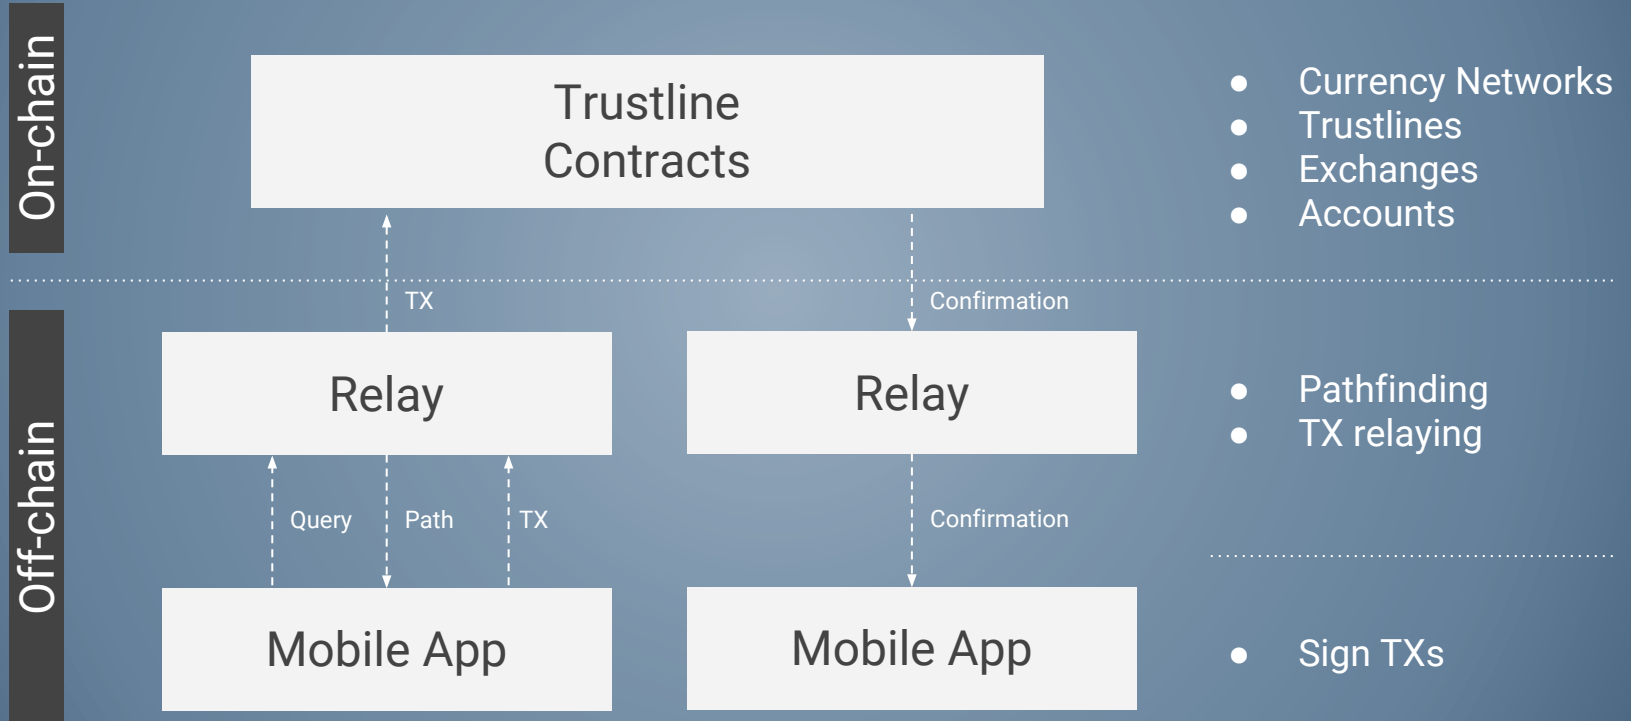 On-chain
Trustline
Contracts
● Currency Networks
● Trustlines
● Exchanges
● Accounts
TX
Confirmation
Off-chain
Relay
Relay
● Pathfinding
● TX relaying
Query
Path
TX
Confirmation
Mobile App
Mobile App
● Sign TXs